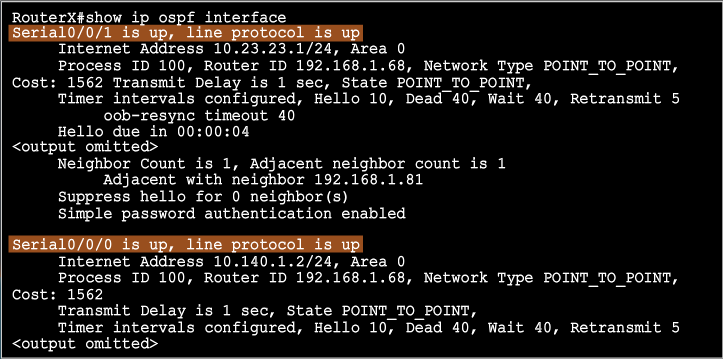 RouterX#show ip ospf interface
Serial0/0/1 is up, line protocol is up
Internet Address 10.23.23.1/24, Area 0
Process ID 100, Router ID 192.168.1.68, Network Type POINT_TO_POINT,
Cost: 1562 Transmit Delay is 1 sec, State POINT_TO_POINT,
Timer intervals configured, Hello 10, Dead 40, Wait 40, Retransmit 5
oob-resync timeout 40
Hello due in 00:00:04
<output omitted>
Neighbor Count is 1, Adjacent neighbor count is 1
Adjacent with neighbor 192.168.1.81
Suppress hello for 0 neighbor(s)
Simple password authentication enabled
Serial0/0/0 is up, line protocol is up
Internet Address 10.140.1.2/24, Area 0
Process ID 100, Router ID 192.168.1.68, Network Type POINT_TO_POINT,
Cost: 1562
Transmit Delay is 1 sec, State POINT_TO_POINT,
Timer intervals configured, Hello 10, Dead 40, Wait 40, Retransmit 5
<output omitted>